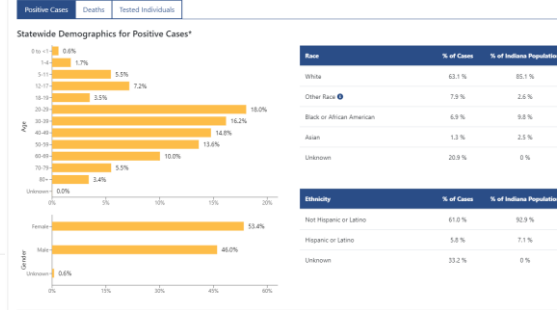 Positive Cases Deaths Tested Individuals
Statewide Demographics for Positive Cases*
Age
0 to <1 0.6%
1-4 1.7%
5-11 5.5%
12-17 7.2%
18-19 3.5%
20-29 18.0%
30-39 16.2%
40-49 14.8%
50-59 13.6%
60-69 10.0%
70-79 5.5%
80+ 3.4%
Unknown 0.0%
0% 5% 10% 15% 20%
Gender
Female 53.4%
Male 46.0%
Unknown 0.6%
0% 15% 30% 45% 60%
Race % of Cases % of Indiana Populatio
White 63.1 % 85.1 %
Other Race 7.9 % 2.6 %
Black or African American 6.9 % 9.8 %
Asian 1.3 % 2.5 %
Unknown 20.9 % 0 %
Ethnicity % of Cases % of Indiana Populatio
Not Hispanic or Latino 61.0 % 92.9 %
Hispanic or Latino 5.8 % 7.1 %
Unknown 33.2 % 0 %